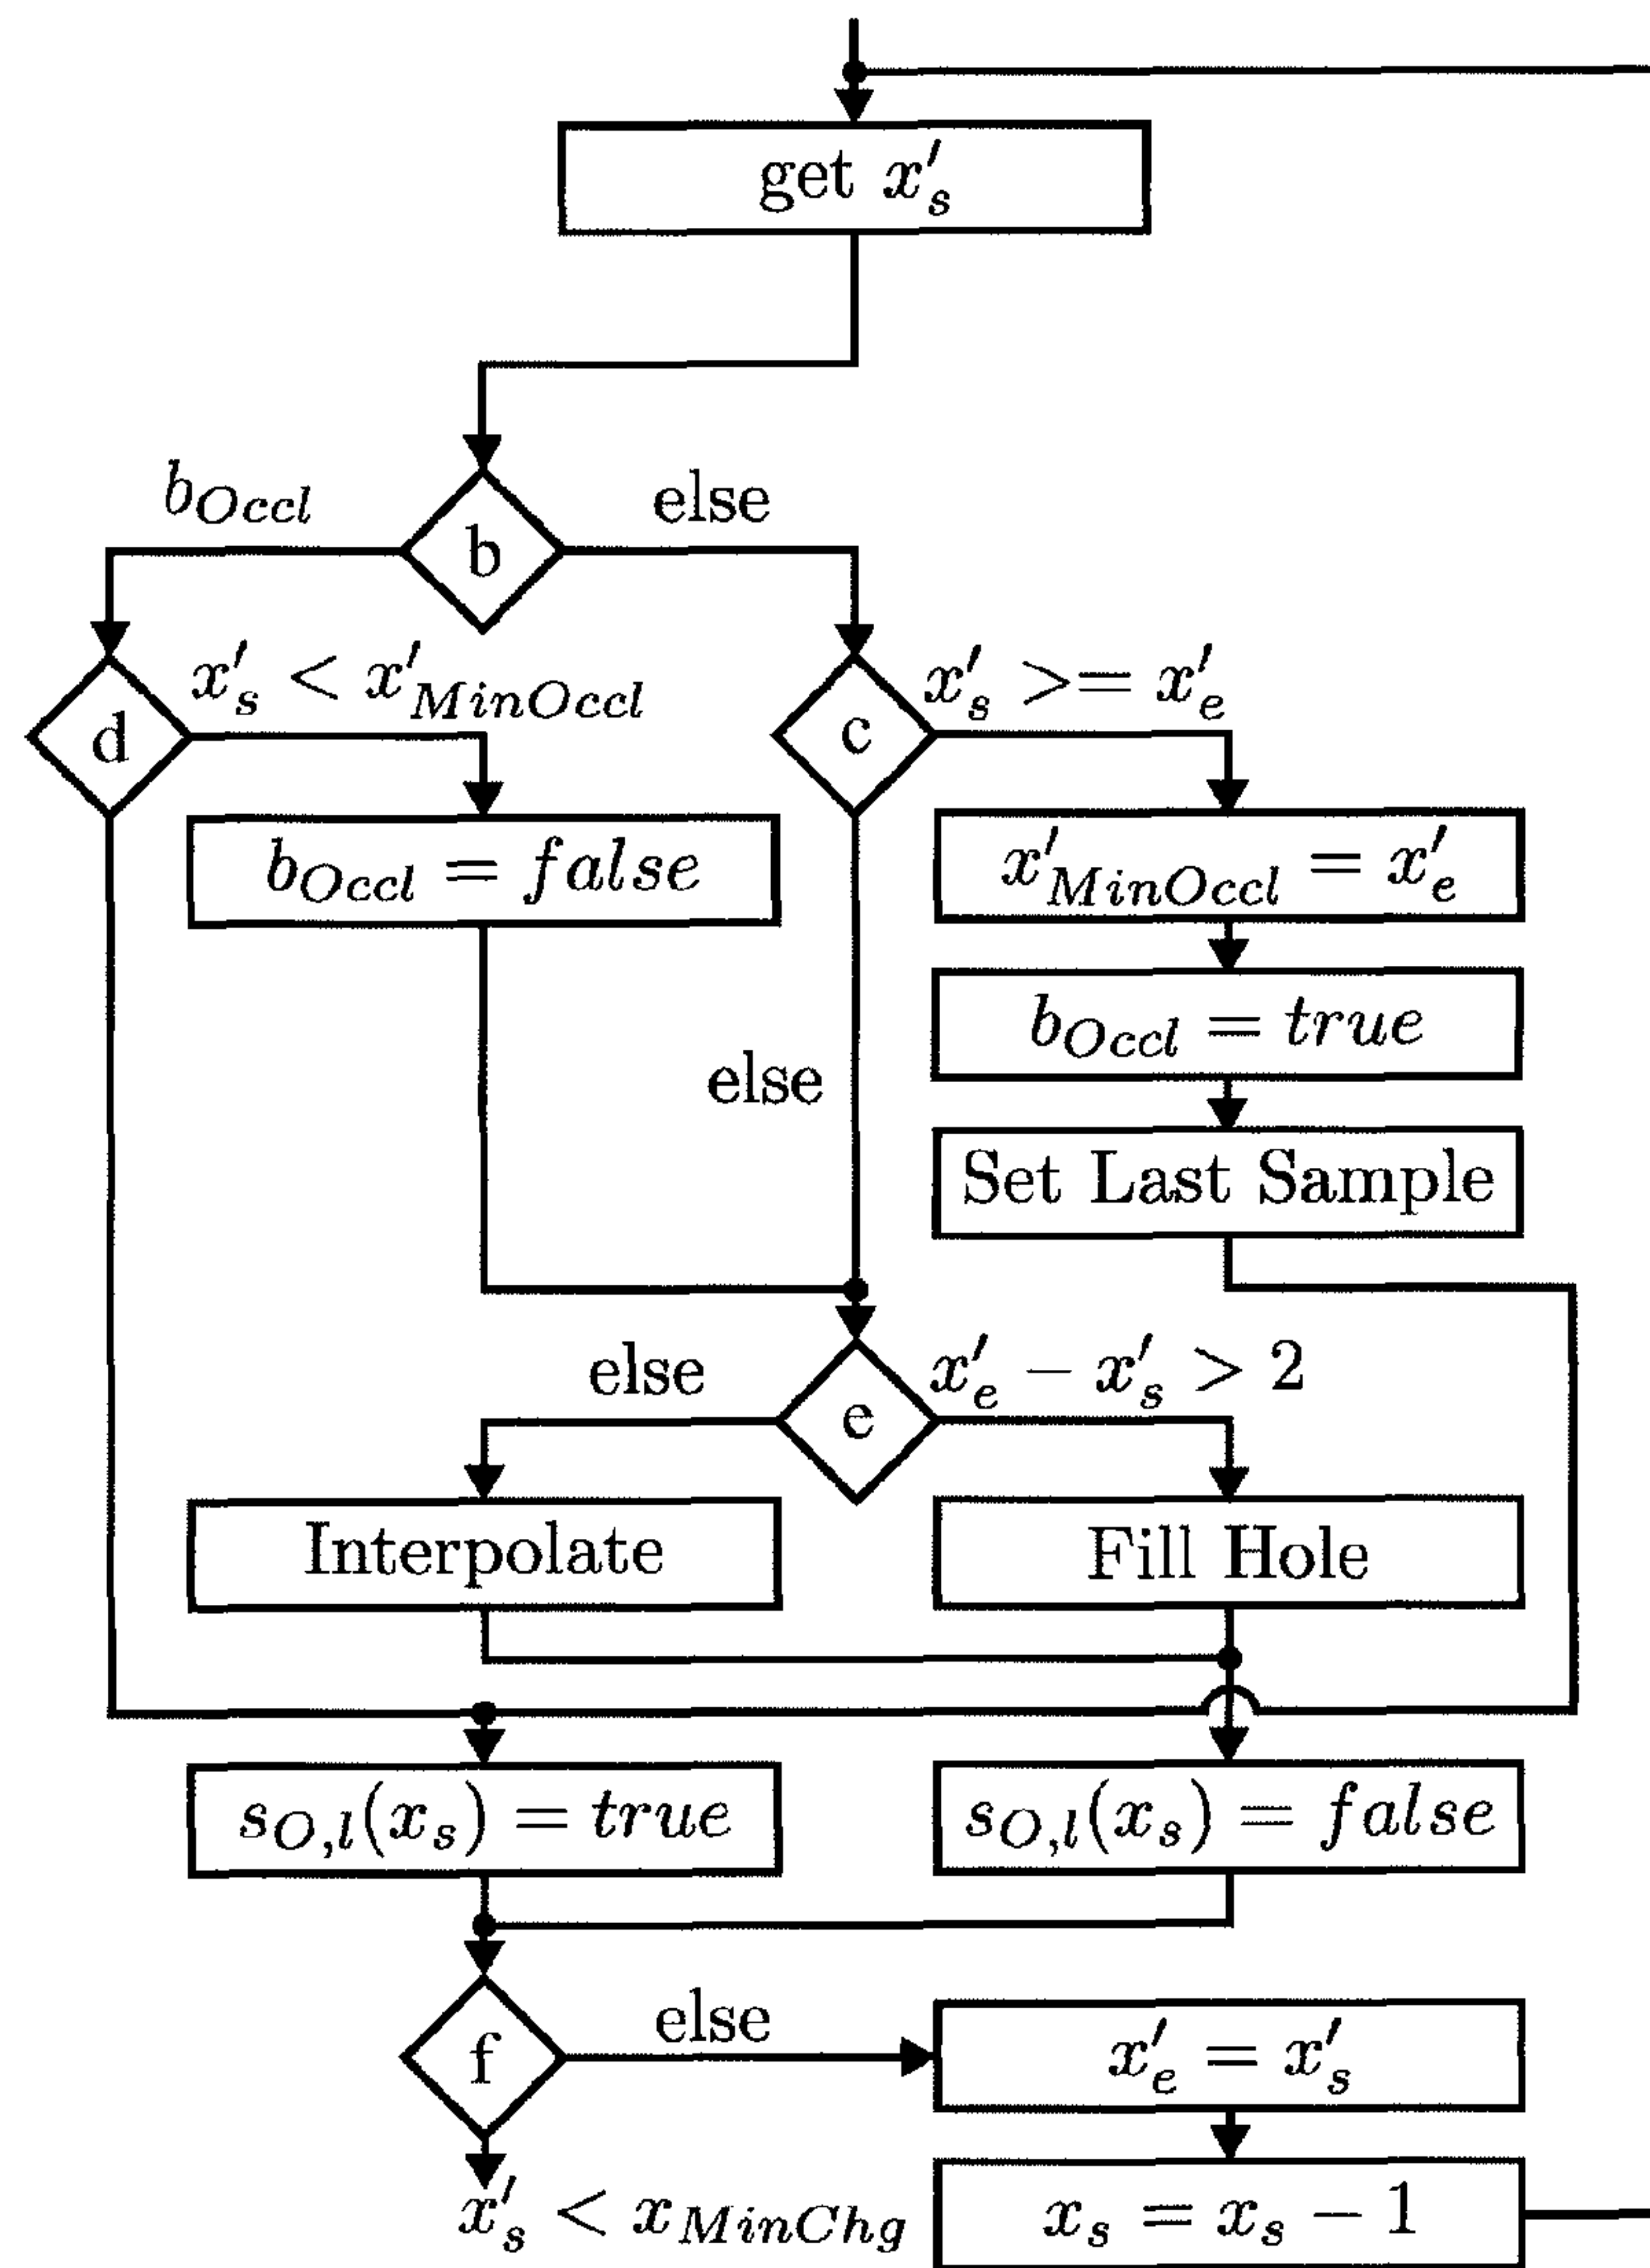 get x′_s
b_Occl
else
b
x′_s < x′_MinOccl
x′_s >= x′_e
d
c
b_Occl = false
x′_MinOccl = x′_e
b_Occl = true
else
Set Last Sample
else
x′_e − x′_s > 2
e
Interpolate
Fill Hole
s_O,l(x_s) = true
s_O,l(x_s) = false
else
f
x′_e = x′_s
x′_s < x_MinChg
x_s = x_s − 1